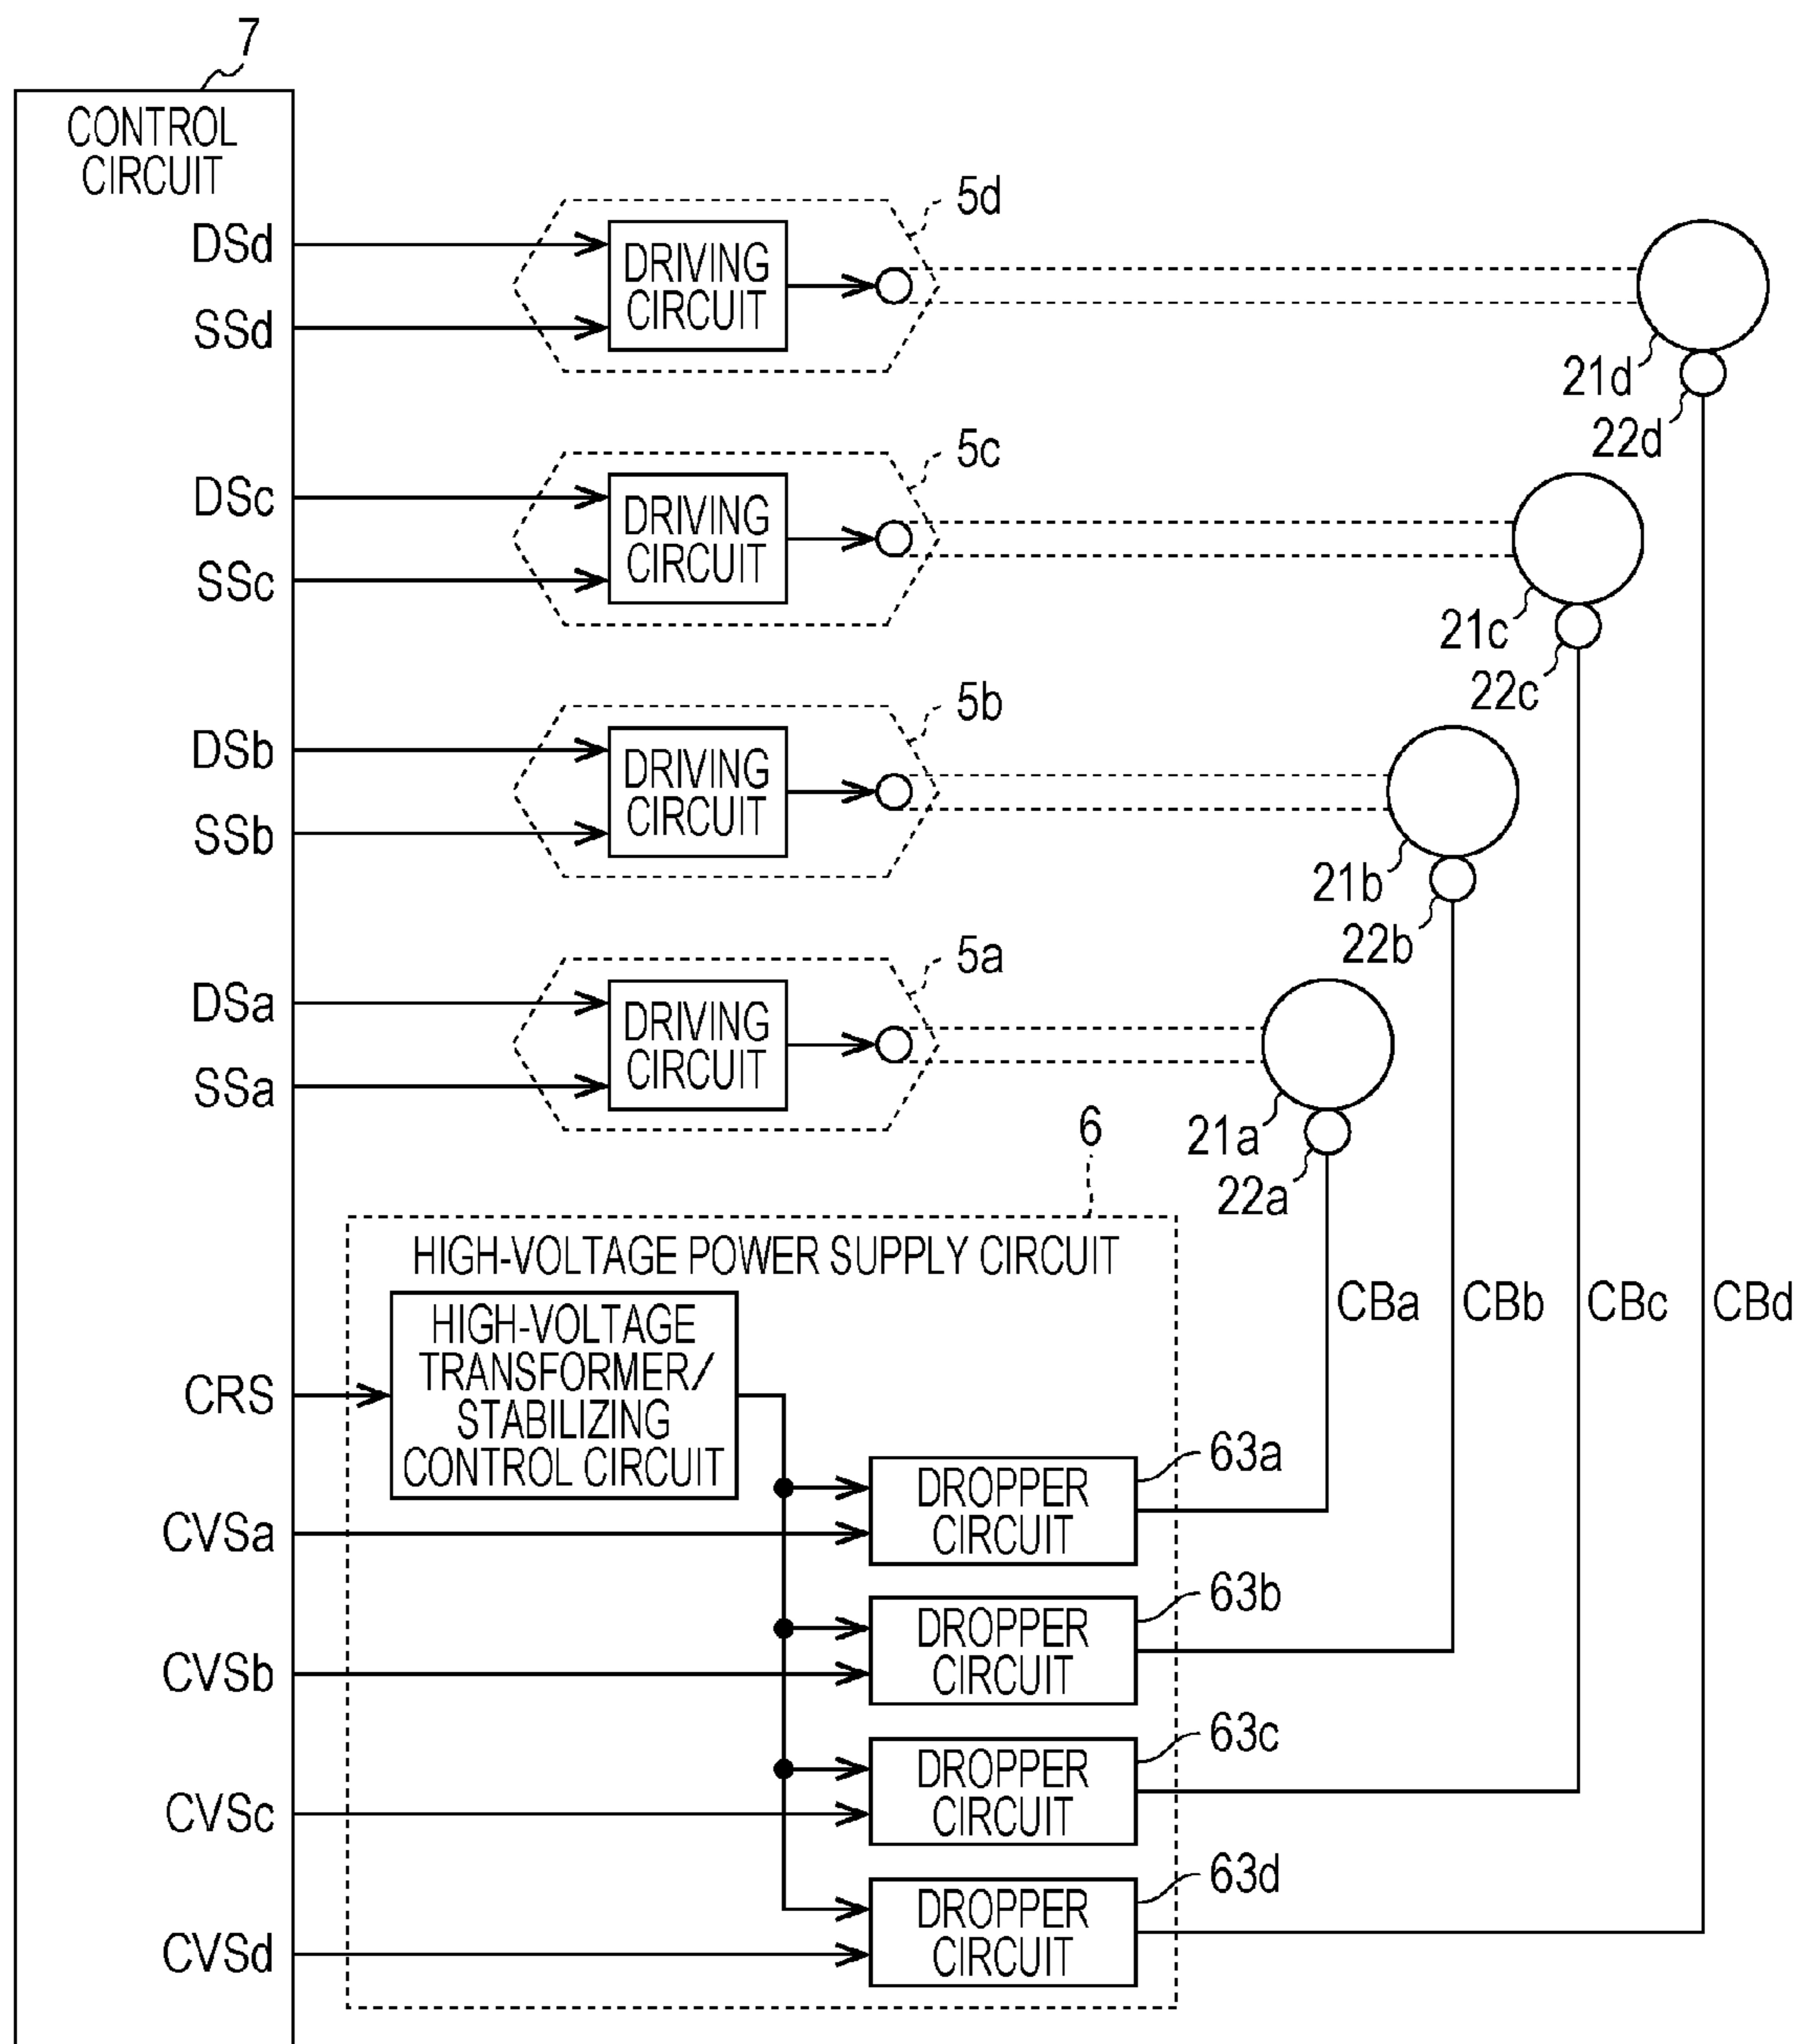 7
CONTROL
CIRCUIT
5d
DSd
DRIVING
CIRCUIT
SSd
21d
22d
5c
DSc
DRIVING
CIRCUIT
SSc
21c
22c
5b
DSb
DRIVING
CIRCUIT
SSb
21b
22b
5a
DSa
DRIVING
CIRCUIT
SSa
21a
22a
6
HIGH-VOLTAGE POWER SUPPLY CIRCUIT
CBa
CBb
CBc
CBd
HIGH-VOLTAGE
TRANSFORMER/
STABILIZING
CONTROL CIRCUIT
CRS
63a
DROPPER
CIRCUIT
CVSa
63b
DROPPER
CIRCUIT
CVSb
63c
DROPPER
CIRCUIT
CVSc
63d
DROPPER
CIRCUIT
CVSd